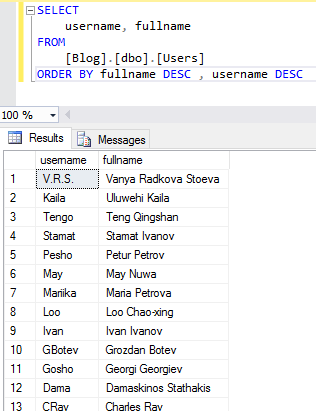 SELECT
username, fullname
FROM
[Blog].[dbo].[Users]
ORDER BY fullname DESC , username DESC
100 %
Results Messages
username fullname
1 V.R.S. Vanya Radkova Stoeva
2 Kaila Uluwehi Kaila
3 Tengo Teng Qingshan
4 Stamat Stamat Ivanov
5 Pesho Petur Petrov
6 May May Nuwa
7 Mariika Maria Petrova
8 Loo Loo Chao-xing
9 Ivan Ivan Ivanov
10 GBotev Grozdan Botev
11 Gosho Georgi Georgiev
12 Dama Damaskinos Stathakis
13 CRay Charles Ray